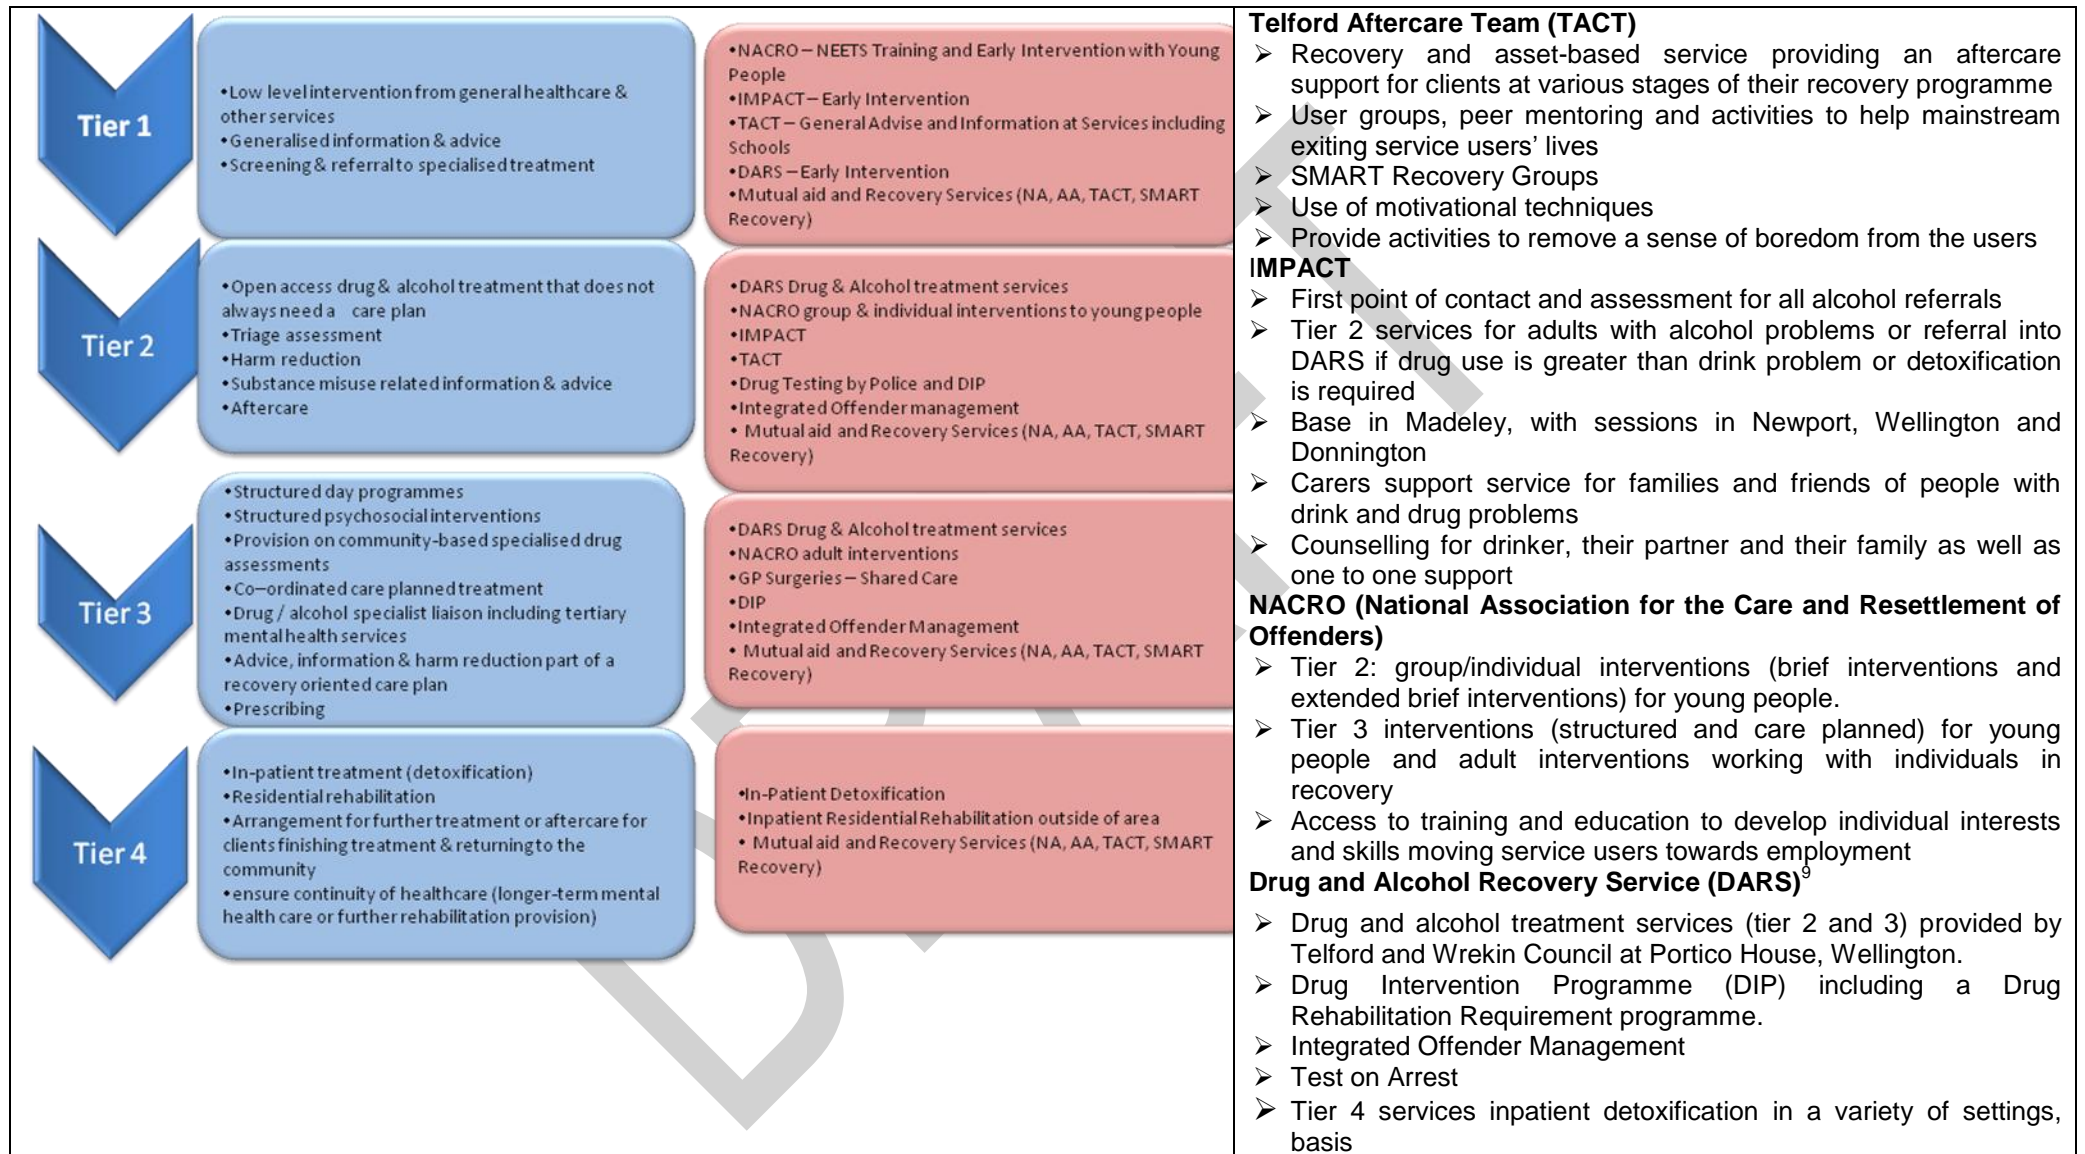 Tier 1
•Low level intervention from general healthcare &
other services
•Generalised information & advice
•Screening & referral to specialised treatment
•NACRO – NEETS Training and Early Intervention with Young
People
•IMPACT – Early Intervention
•TACT – General Advise and Information at Services including
Schools
•DARS – Early Intervention
•Mutual aid and Recovery Services (NA, AA, TACT, SMART
Recovery)
Tier 2
•Open access drug & alcohol treatment that does not
always need a care plan
•Triage assessment
•Harm reduction
•Substance misuse related information & advice
•Aftercare
•DARS Drug & Alcohol treatment services
•NACRO group & individual interventions to young people
•IMPACT
•TACT
•Drug Testing by Police and DIP
•Integrated Offender management
• Mutual aid and Recovery Services (NA, AA, TACT, SMART
Recovery)
Tier 3
•Structured day programmes
•Structured psychosocial interventions
•Provision on community-based specialised drug
assessments
•Co–ordinated care planned treatment
•Drug / alcohol specialist liaison including tertiary
mental health services
•Advice, information & harm reduction part of a
recovery oriented care plan
•Prescribing
•DARS Drug & Alcohol treatment services
•NACRO adult interventions
•GP Surgeries – Shared Care
•DIP
•Integrated Offender Management
• Mutual aid and Recovery Services (NA, AA, TACT, SMART
Recovery)
Tier 4
•In-patient treatment (detoxification)
•Residential rehabilitation
•Arrangement for further treatment or aftercare for
clients finishing treatment & returning to the
community
•ensure continuity of healthcare (longer-term mental
health care or further rehabilitation provision)
•In-Patient Detoxification
•Inpatient Residential Rehabilitation outside of area
• Mutual aid and Recovery Services (NA, AA, TACT, SMART
Recovery)
Telford Aftercare Team (TACT)
➢ Recovery and asset-based service providing an aftercare
support for clients at various stages of their recovery programme
➢ User groups, peer mentoring and activities to help mainstream
exiting service users’ lives
➢ SMART Recovery Groups
➢ Use of motivational techniques
➢ Provide activities to remove a sense of boredom from the users
IMPACT
➢ First point of contact and assessment for all alcohol referrals
➢ Tier 2 services for adults with alcohol problems or referral into
DARS if drug use is greater than drink problem or detoxification
is required
➢ Base in Madeley, with sessions in Newport, Wellington and
Donnington
➢ Carers support service for families and friends of people with
drink and drug problems
➢ Counselling for drinker, their partner and their family as well as
one to one support
NACRO (National Association for the Care and Resettlement of
Offenders)
➢ Tier 2: group/individual interventions (brief interventions and
extended brief interventions) for young people.
➢ Tier 3 interventions (structured and care planned) for young
people and adult interventions working with individuals in
recovery
➢ Access to training and education to develop individual interests
and skills moving service users towards employment
Drug and Alcohol Recovery Service (DARS)⁹
➢ Drug and alcohol treatment services (tier 2 and 3) provided by
Telford and Wrekin Council at Portico House, Wellington.
➢ Drug Intervention Programme (DIP) including a Drug
Rehabilitation Requirement programme.
➢ Integrated Offender Management
➢ Test on Arrest
➢ Tier 4 services inpatient detoxification in a variety of settings,
basis